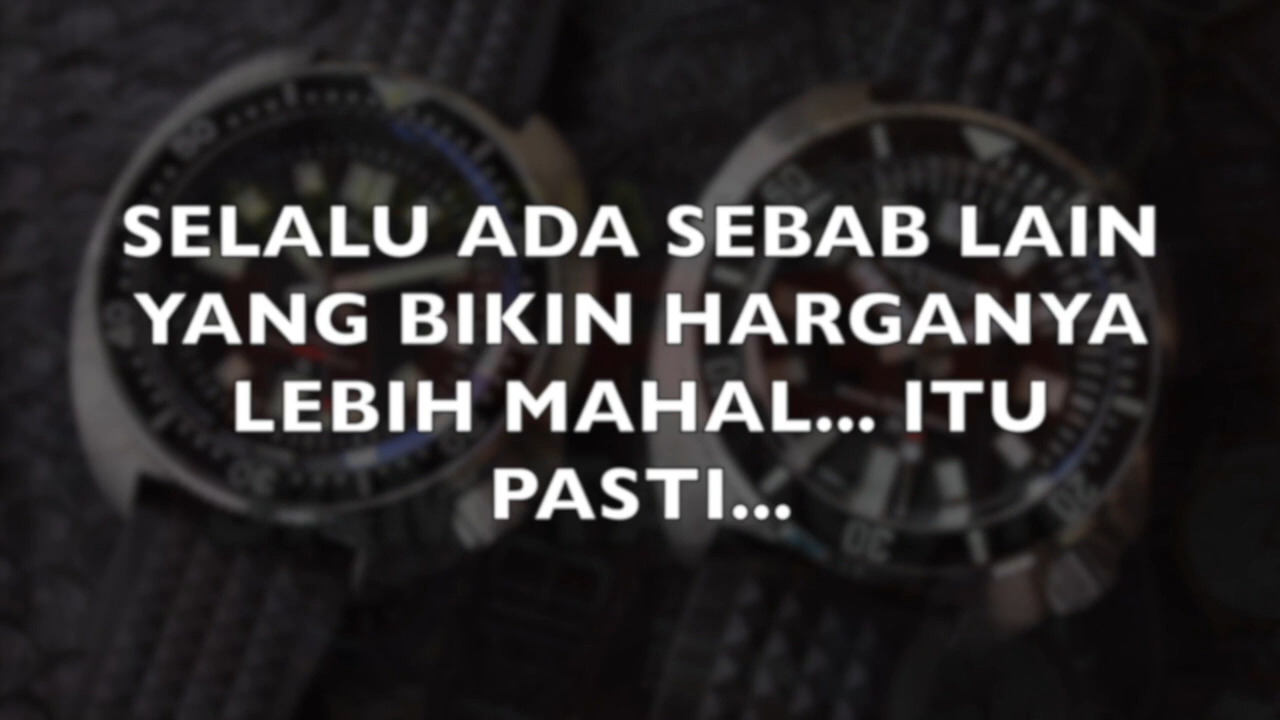 SELALU ADA SEBAB LAIN
YANG BIKIN HARGANYA
LEBIH MAHAL... ITU
PASTI...